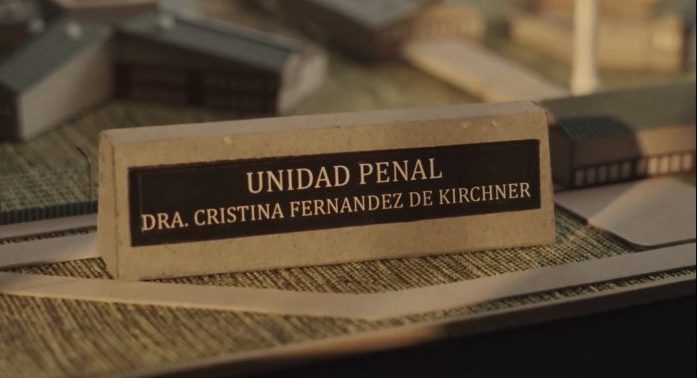 UNIDAD PENAL
DRA. CRISTINA FERNANDEZ DE KIRCHNER